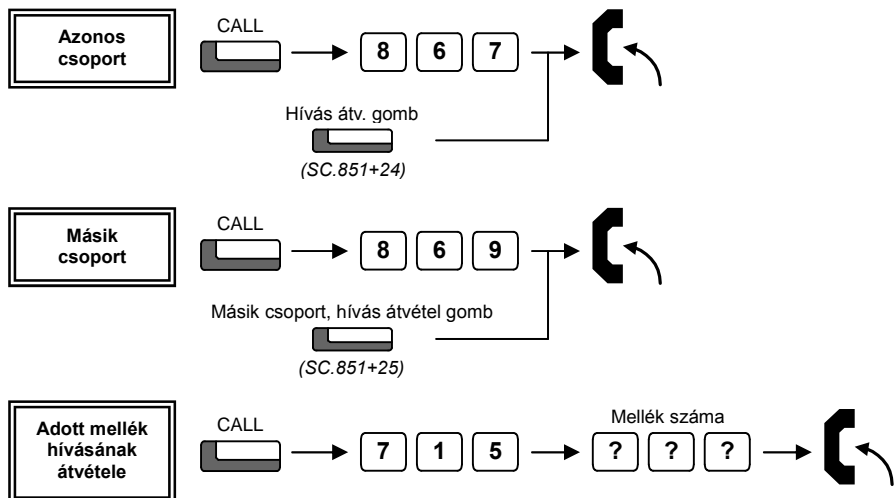 Azonos
csoport
CALL
8 6 7
Hívás átv. gomb
(SC.851+24)
Másik
csoport
CALL
8 6 9
Másik csoport, hívás átvétel gomb
(SC.851+25)
Adott mellék
hívásának
átvétele
CALL
7 1 5
Mellék száma
? ? ?